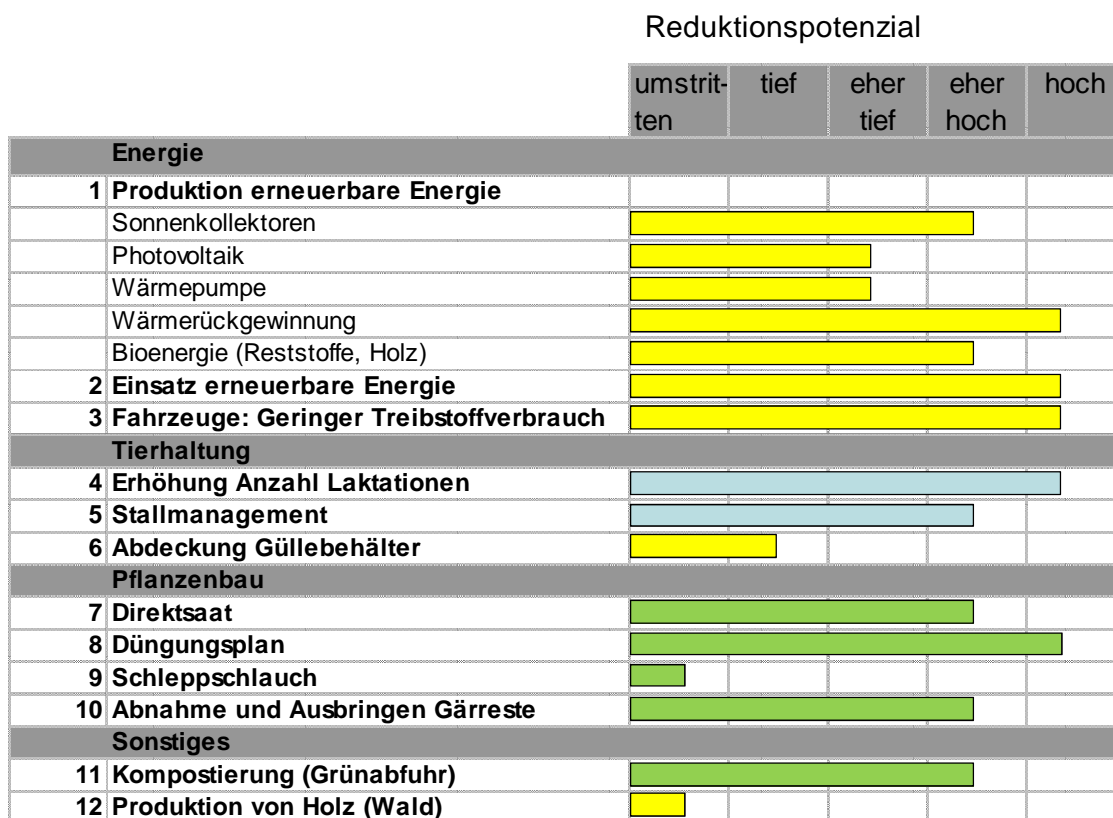 Reduktionspotenzial
umstrit- tief eher eher hoch
ten tief hoch
Energie
1 Produktion erneuerbare Energie
Sonnenkollektoren
Photovoltaik
Wärmepumpe
Wärmerückgewinnung
Bioenergie (Reststoffe, Holz)
2 Einsatz erneuerbare Energie
3 Fahrzeuge: Geringer Treibstoffverbrauch
Tierhaltung
4 Erhöhung Anzahl Laktationen
5 Stallmanagement
6 Abdeckung Güllebehälter
Pflanzenbau
7 Direktsaat
8 Düngungsplan
9 Schleppschlauch
10 Abnahme und Ausbringen Gärreste
Sonstiges
11 Kompostierung (Grünabfuhr)
12 Produktion von Holz (Wald)